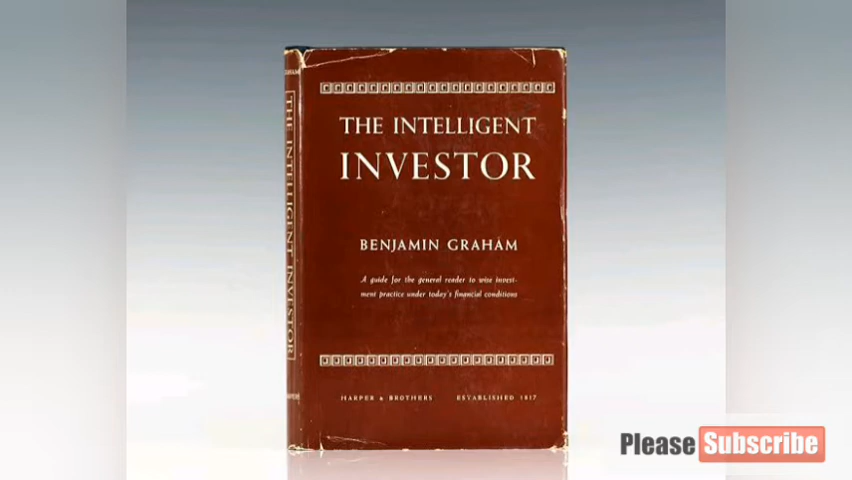 THE INTELLIGENT
INVESTOR
BENJAMIN GRAHAM
A guide for the general reader to wise invest-
ment practice under today's financial conditions
HARPER & BROTHERS ESTABLISHED 1817
THE INTELLIGENT INVESTOR
Please Subscribe